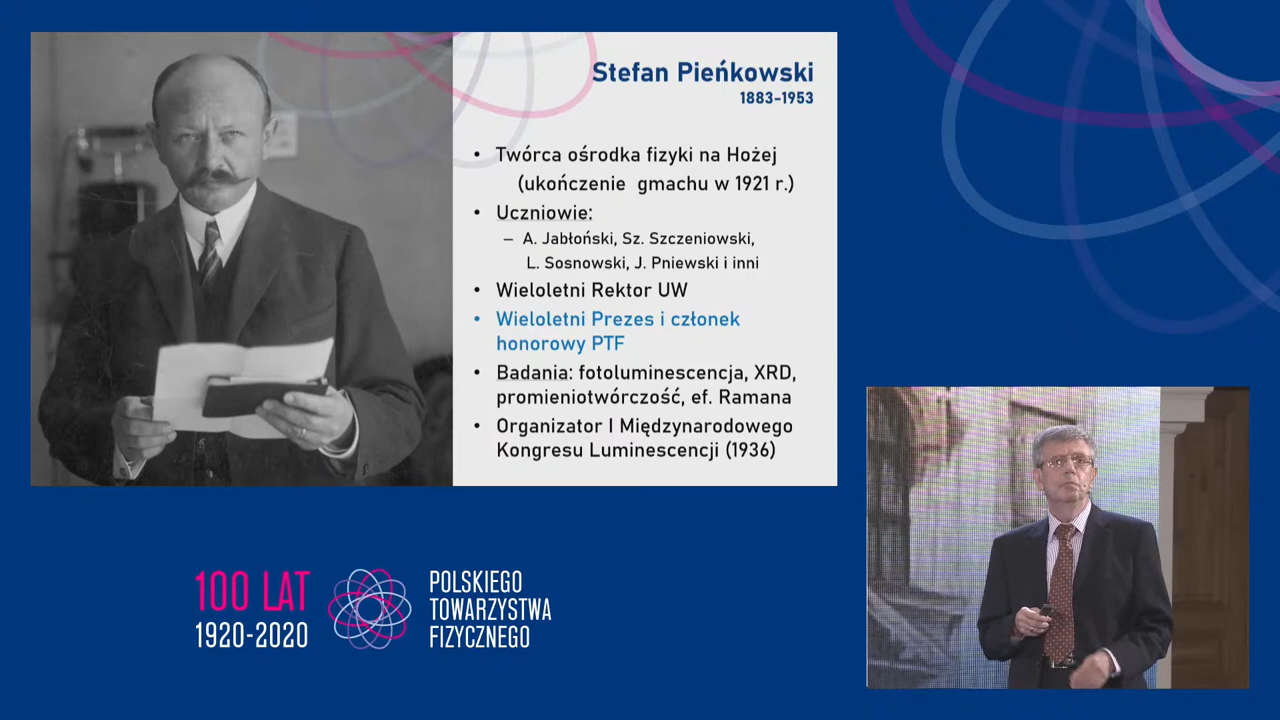 Stefan Pieńkowski
1883-1953
• Twórca ośrodka fizyki na Hożej
(ukończenie gmachu w 1921 r.)
• Uczniowie:
– A. Jabłoński, Sz. Szczeniowski,
L. Sosnowski, J. Pniewski i inni
• Wieloletni Rektor UW
• Wieloletni Prezes i członek
honorowy PTF
• Badania: fotoluminescencja, XRD,
promieniotwórczość, ef. Ramana
• Organizator I Międzynarodowego
Kongresu Luminescencji (1936)
100 LAT
1920-2020
POLSKIEGO
TOWARZYSTWA
FIZYCZNEGO